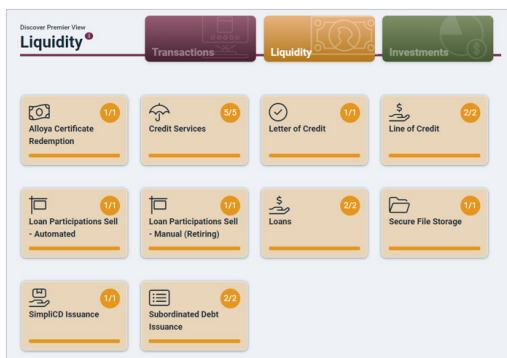 Discover Premier View
Liquidity
Transactions
Liquidity
Investments
1/1
Alloya Certificate
Redemption
5/5
Credit Services
1/1
Letter of Credit
2/2
Line of Credit
1/1
Loan Participations Sell
- Automated
1/1
Loan Participations Sell
- Manual (Retiring)
2/2
Loans
1/1
Secure File Storage
1/1
SimpliCD Issuance
2/2
Subordinated Debt
Issuance